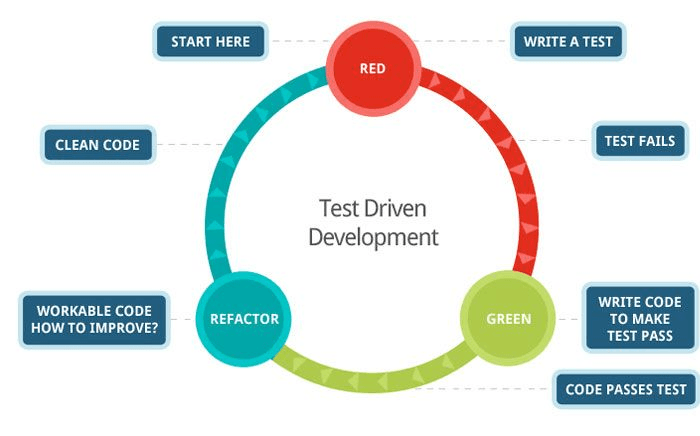 START HERE
RED
WRITE A TEST
CLEAN CODE
TEST FAILS
Test Driven
Development
WORKABLE CODE
HOW TO IMPROVE?
REFACTOR
GREEN
WRITE CODE
TO MAKE
TEST PASS
CODE PASSES TEST